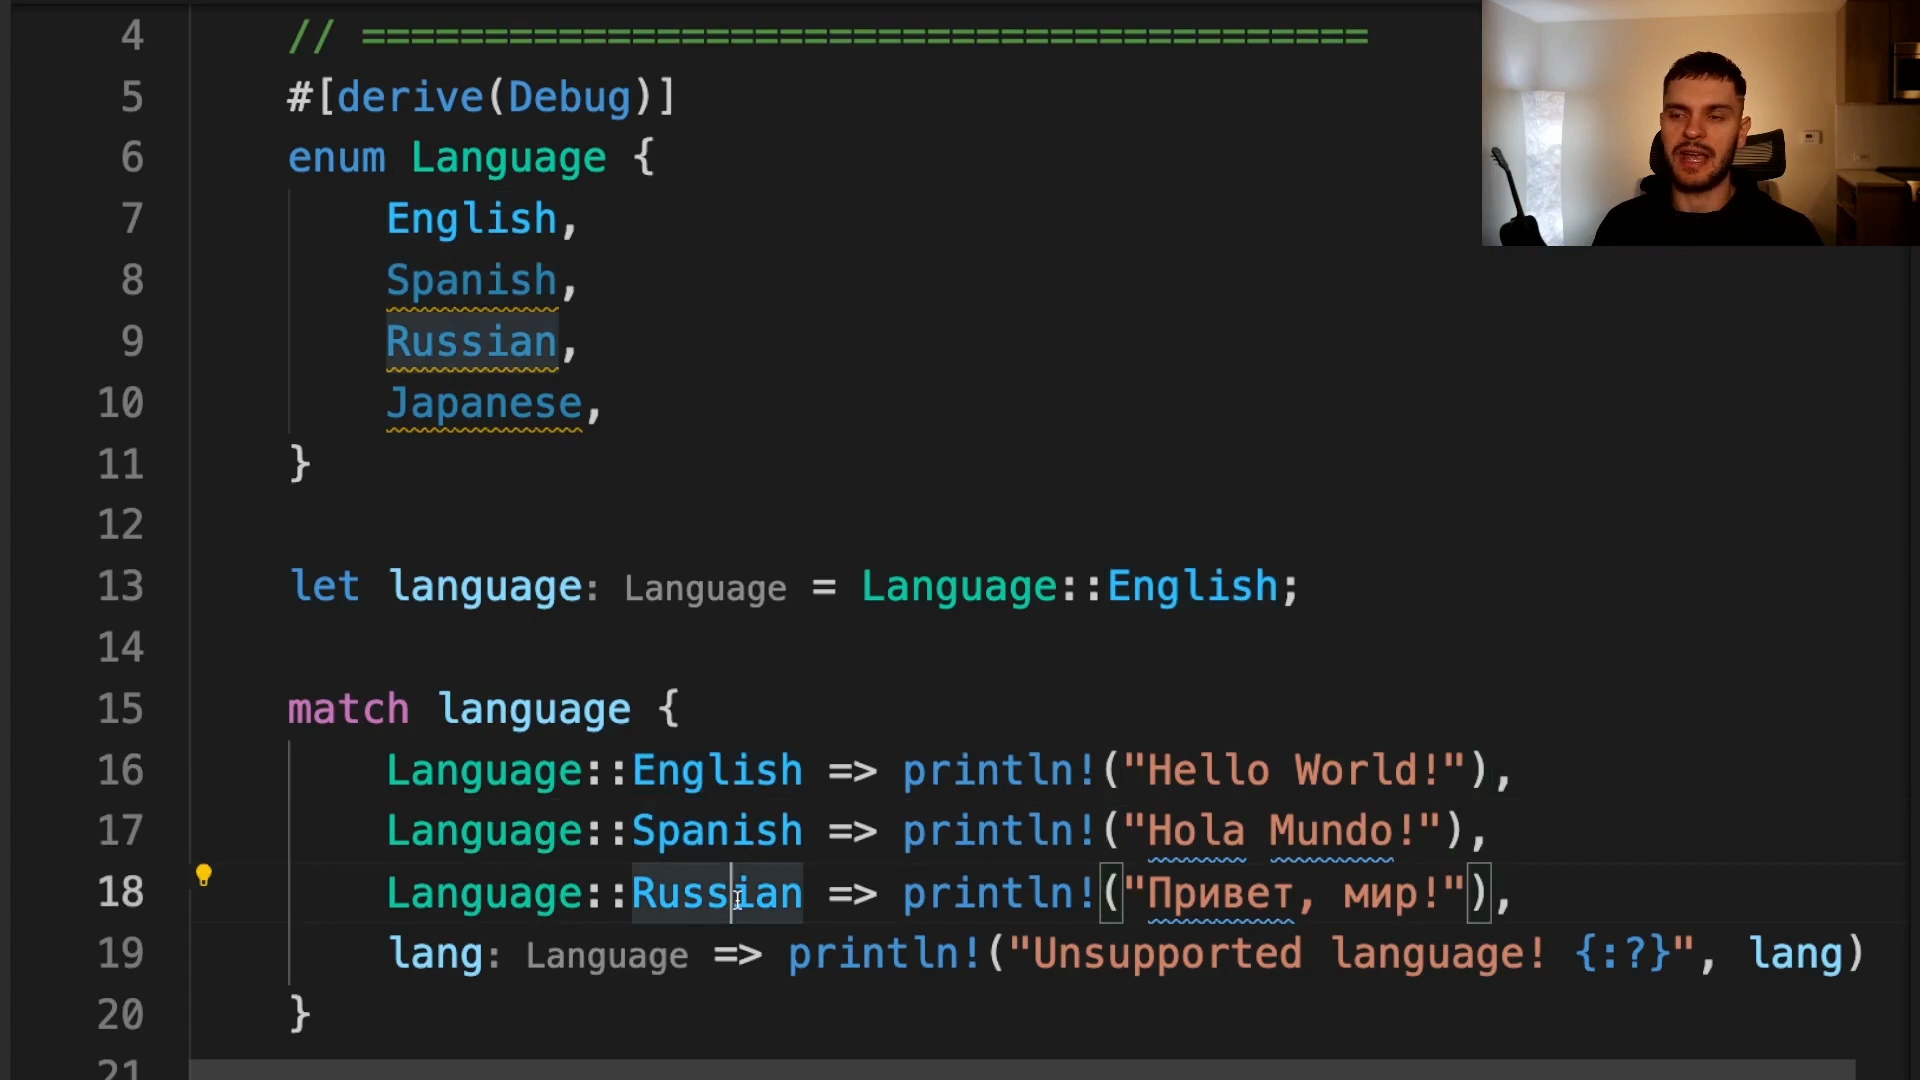 4 // =========================================
5 #[derive(Debug)]
6 enum Language {
7 English,
8 Spanish,
9 Russian,
10 Japanese,
11 }
12
13 let language: Language = Language::English;
14
15 match language {
16 Language::English => println!("Hello World!"),
17 Language::Spanish => println!("Hola Mundo!"),
18 Language::Russian => println!("Привет, мир!"),
19 lang: Language => println!("Unsupported language! {:?}", lang)
20 }
21